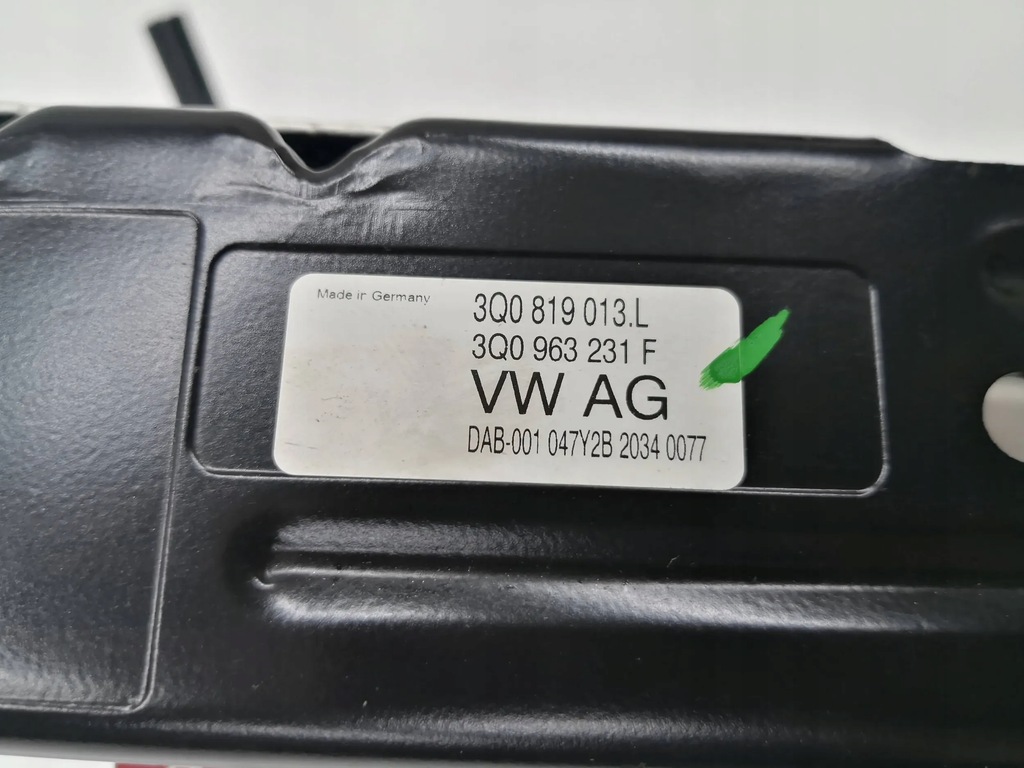 Made in Germany
3Q0 819 013.L
3Q0 963 231 F
VW AG
DAB-001 047Y2B 2034 0077